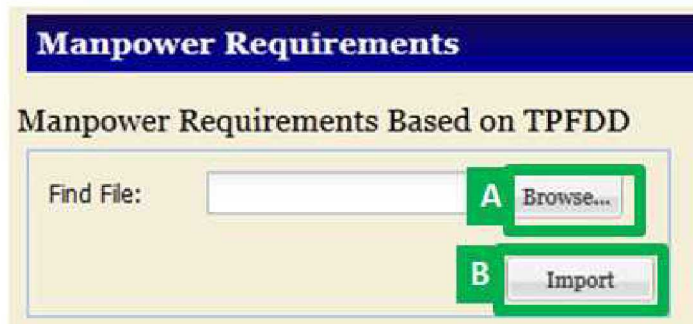 Manpower Requirements
Manpower Requirements Based on TPFDD
Find File: A Browse...
B Import